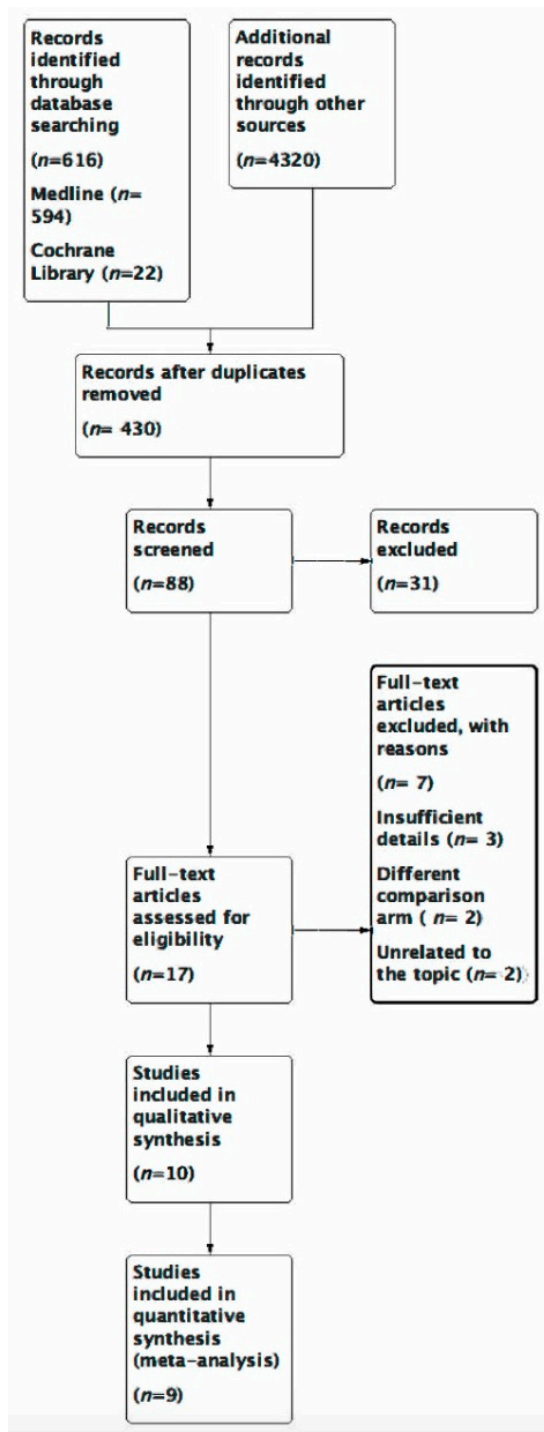 Records
identified
through
database
searching
(n=616)
Medline (n=
594)
Cochrane
Library (n=22)
Additional
records
identified
through other
sources
(n=4320)
Records after duplicates
removed
(n= 430)
Records
screened
(n=88)
Records
excluded
(n=31)
Full-text
articles
excluded, with
reasons
(n= 7)
Insufficient
details (n= 3)
Different
comparison
arm ( n= 2)
Unrelated to
the topic (n= 2)
Full-text
articles
assessed for
eligibility
(n=17)
Studies
included in
qualitative
synthesis
(n=10)
Studies
included in
quantitative
synthesis
(meta-analysis)
(n=9)